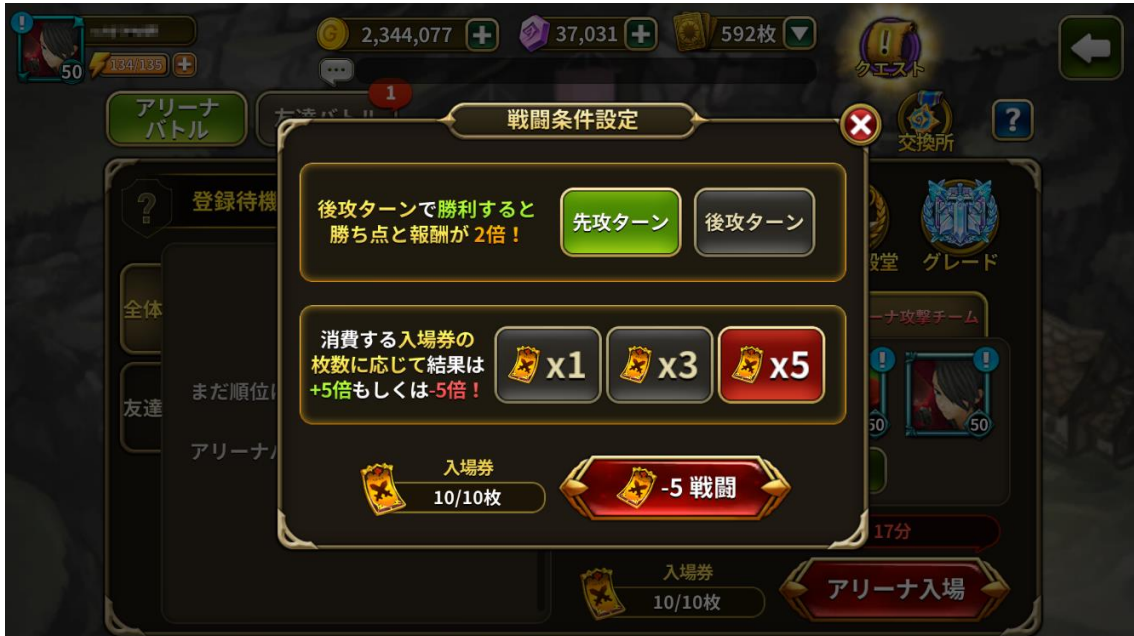 50
134/135
2,344,077
37,031
592枚
クエスト
アリーナ
バトル
友達バトル
1
戦闘条件設定
交換所
?
?
登録待機
後攻ターンで勝利すると
勝ち点と報酬が 2倍！
先攻ターン
後攻ターン
殿堂
グレード
全体
消費する入場券の
枚数に応じて結果は
+5倍もしくは-5倍！
x1
x3
x5
ーナ攻撃チーム
まだ順位
友達
アリーナ
50
50
入場券
10/10枚
-5 戦闘
17分
入場券
10/10枚
アリーナ入場